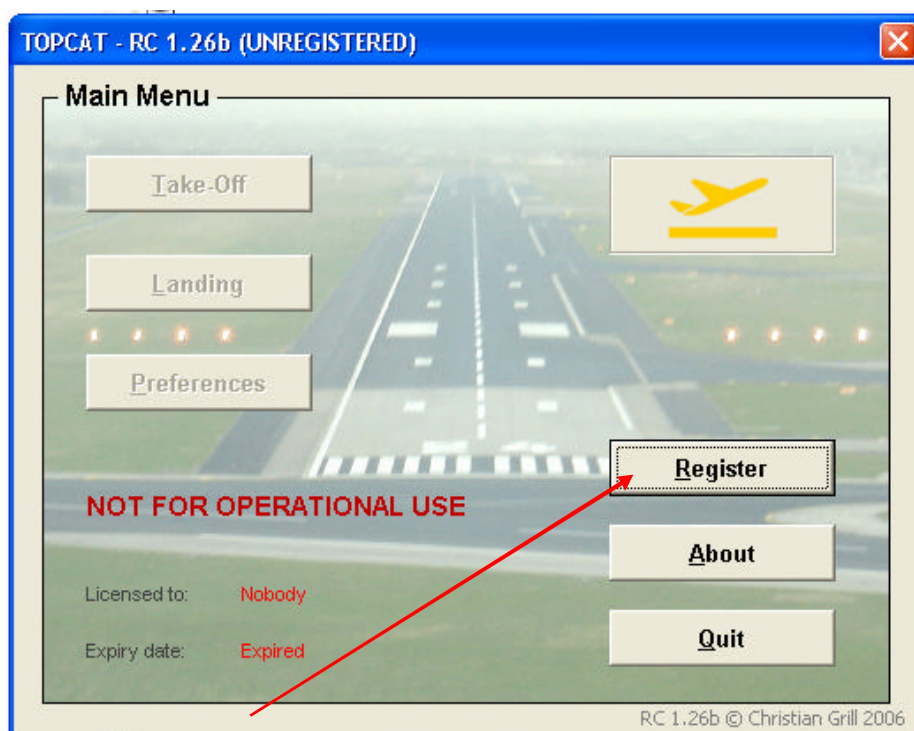 TOPCAT - RC 1.26b (UNREGISTERED)
Main Menu
Take-Off
Landing
Preferences
Register
NOT FOR OPERATIONAL USE
About
Licensed to: Nobody
Quit
Expiry date: Expired
RC 1.26b © Christian Grill 2006